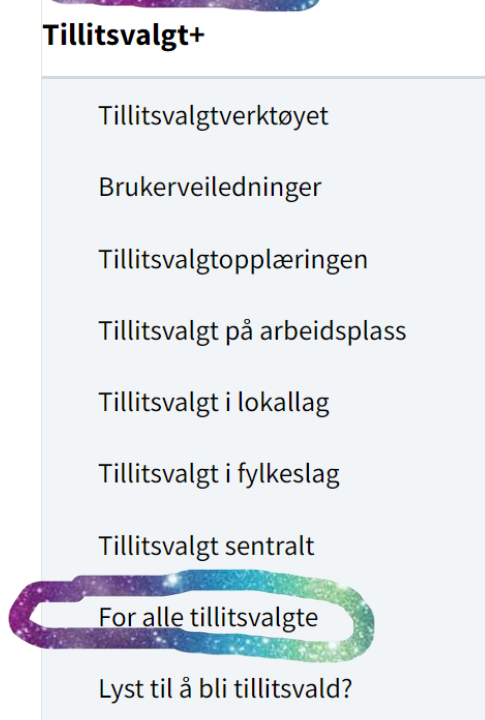 Tillitsvalgt+
Tillitsvalgtverktøyet
Brukerveiledninger
Tillitsvalgtopplæringen
Tillitsvalgt på arbeidsplass
Tillitsvalgt i lokallag
Tillitsvalgt i fylkeslag
Tillitsvalgt sentralt
For alle tillitsvalgte
Lyst til å bli tillitsvald?